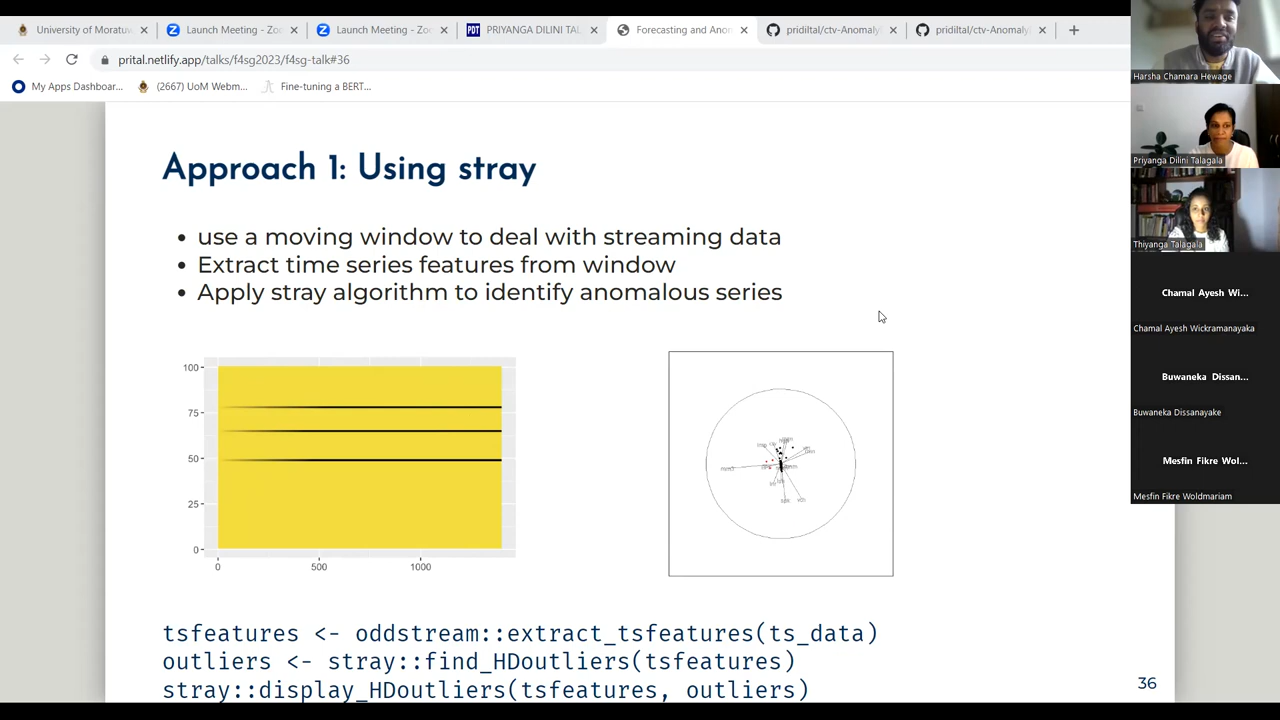 University of Moratuv
Launch Meeting - Zoo
Launch Meeting - Zoo
PDT
PRIYANGA DILINI TAL
Forecasting and Anom
pridiltal/ctv-Anomaly
pridiltal/ctv-Anomaly
prital.netlify.app/talks/f4sg2023/f4sg-talk#36
My Apps Dashboar...
(2667) UoM Webm...
Fine-tuning a BERT...
Approach 1: Using stray
• use a moving window to deal with streaming data
• Extract time series features from window
• Apply stray algorithm to identify anomalous series
100
75
50
25
0
0
500
1000
tsfeatures <- oddstream::extract_tsfeatures(ts_data)
outliers <- stray::find_HDoutliers(tsfeatures)
stray::display_HDoutliers(tsfeatures, outliers)
36
Harsha Chamara Hewage
Priyanga Dilini Talagala
Thiyanga Talagala
Chamal Ayesh Wi...
Chamal Ayesh Wickramanayaka
Buwaneka Dissan...
Buwaneka Dissanayake
Mesfin Fikre Wol...
Mesfin Fikre Woldmariam